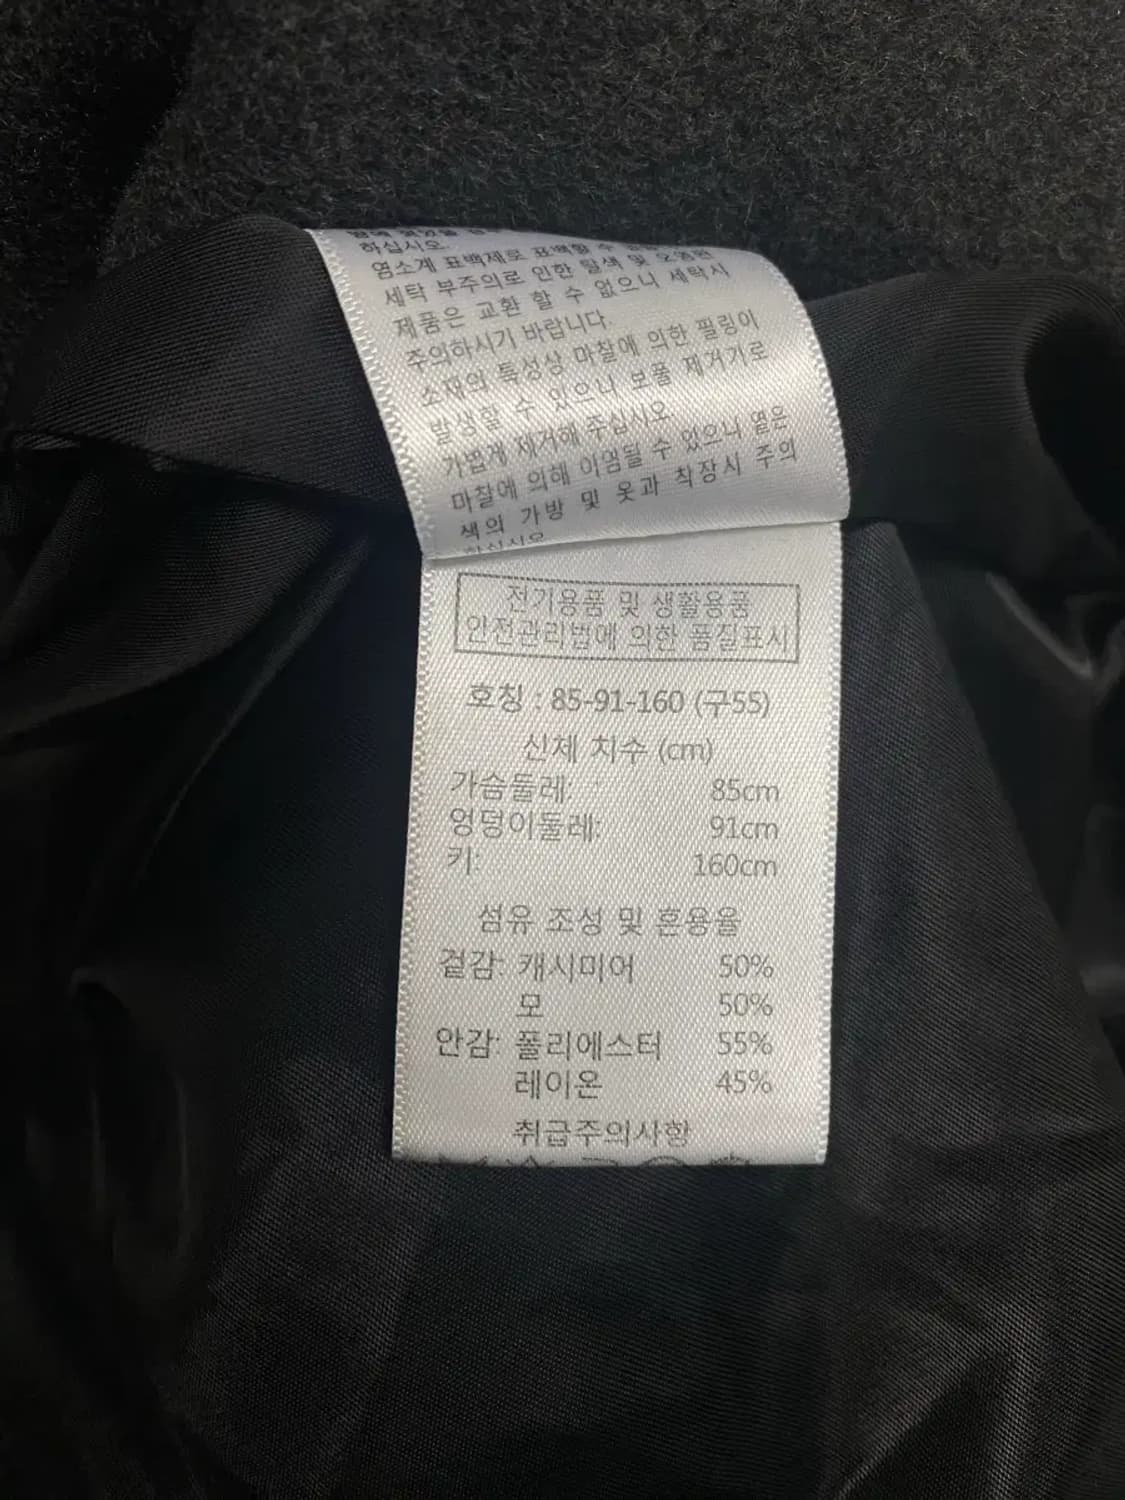 하십시오.
염소계 표백제로 표백할 수
세탁 부주의로 인한 탈색 및 오염된
제품은 교환 할 수 없으니 세탁시
주의하시기 바랍니다.
소재의 특성상 마찰에 의한 필링이
발생할 수 있으니 보풀 제거기로
가볍게 제거해 주십시오
마찰에 의해 이염될 수 있으니 옅은
색의 가방 및 옷과 착장시 주의
하십시오
전기용품 및 생활용품
안전관리법에 의한 품질표시
호칭 : 85-91-160 (구55)
신체 치수 (cm)
가슴둘레: 85cm
엉덩이둘레: 91cm
키: 160cm
섬유 조성 및 혼용율
겉감: 캐시미어 50%
모 50%
안감: 폴리에스터 55%
레이온 45%
취급주의사항